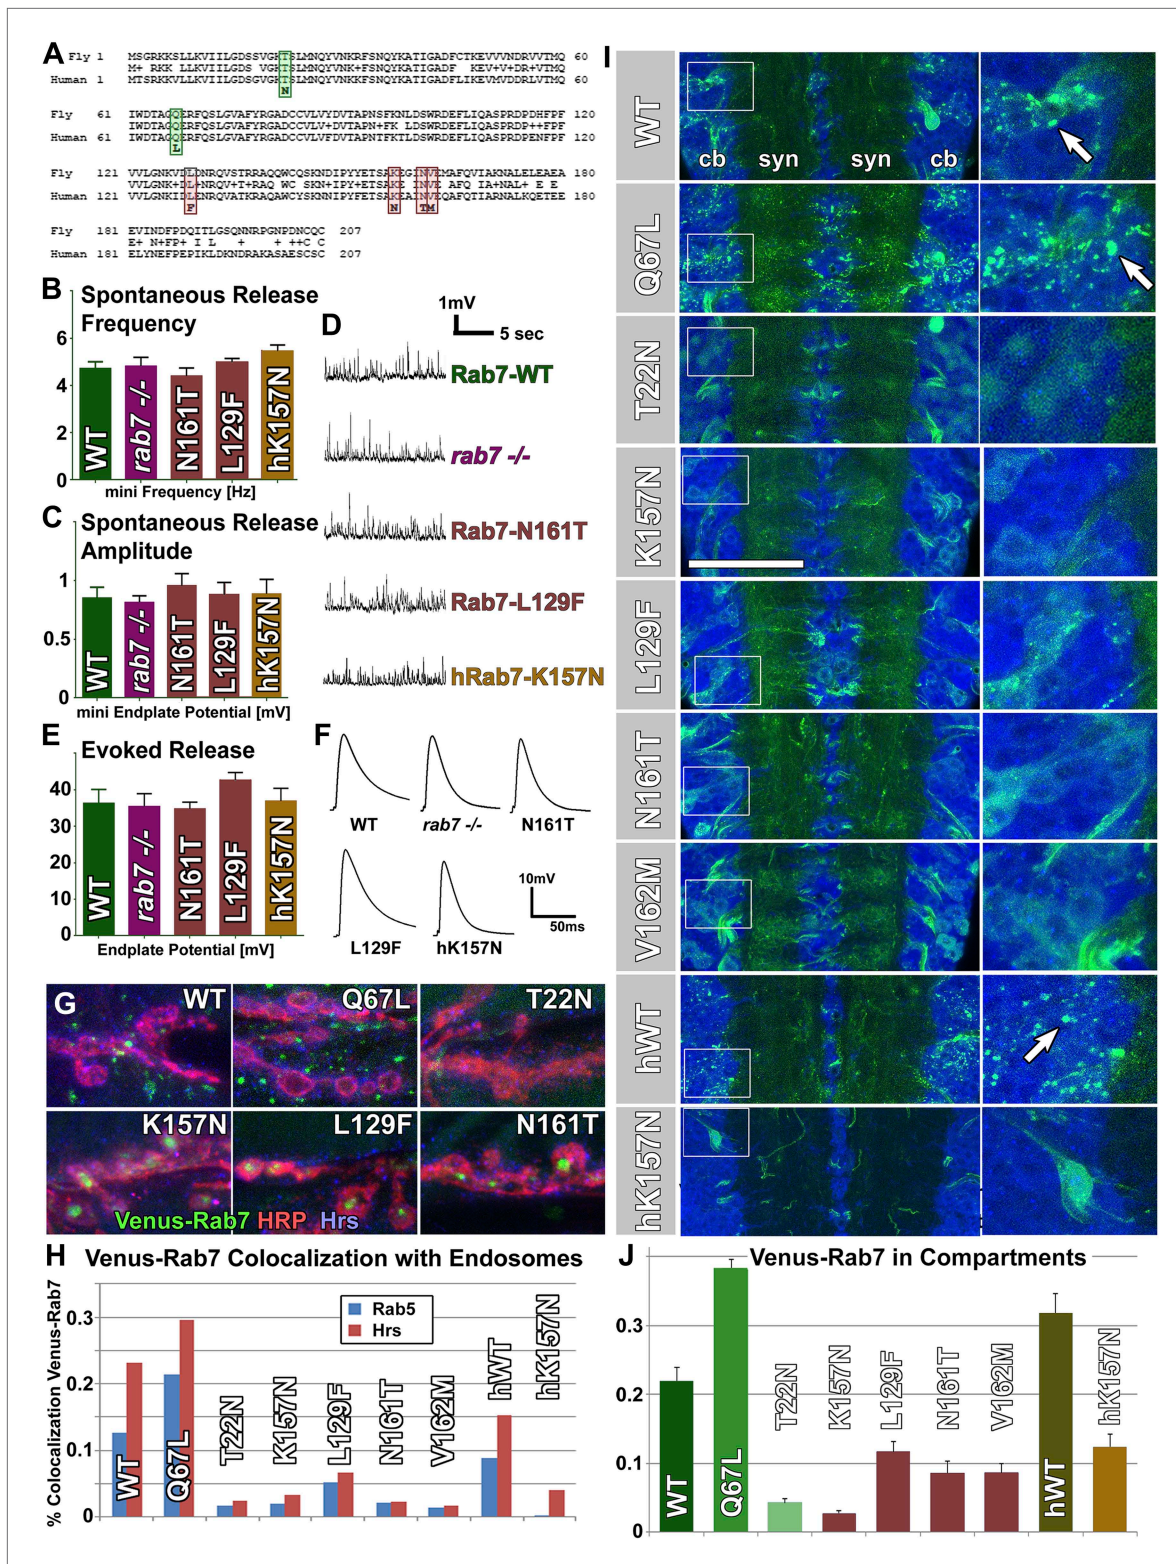 A
Fly 1 MSGRKKSLLKVIILGDSSVGKTSLMNQYVNKRFSNQYKATIGADFCTKEVVVNDRVVTMQ 60
M+ RKK LLKVIILGD SVGKTSLMNQYVNK+FSNQYKATIGADF KEV+V+DR+VTMQ
Human 1 MTSRKKVLLKVIILGDSGVGKTSLMNQYVNKKFSNQYKATIGADFLIKEVMVDDRLVTMQ 60
N
Fly 61 IWDTAGQERFQSLGVAFYRGADCCVLVYDVTAPNSFKNLDSWRDEFLIQASPRDPDHFPF 120
IWDTAGQERFQSLGVAFYRGADCCVLV+DVTAPN+FK LDSWRDEFLIQASPRDP++FPF
Human 61 IWDTAGQERFQSLGVAFYRGADCCVLVFDVTAPNTFKTLDSWRDEFLIQASPRDPENFPF 120
L
Fly 121 VVLGNKVDLDNRQVSTRRAQQWCQSKNDIPYYETSAKEGINVEMAFQVIAKNALELEAEA 180
VVLGNK+DL+NRQV+T+RAQ WC SKN+IPY+ETSAKE INVE AFQ IA+NAL+ E E
Human 121 VVLGNKIDLENRQVATKRAQAWCYSKNNIPYFETSAKEAINVEQAFQTIARNALKQETEE 180
F N TM
Fly 181 EVINDFPDQITLGSQNNRPGNPDNCQC 207
E+ N+FP+ I L + + ++C C
Human 181 ELYNEFPEPIKLDKNDRAKASAESCSC 207
B Spontaneous Release
Frequency
6
4
2
0
WT
rab7 -/-
N161T
L129F
hK157N
mini Frequency [Hz]
C Spontaneous Release
Amplitude
1
0.5
0
WT
rab7 -/-
N161T
L129F
hK157N
mini Endplate Potential [mV]
D
1mV
5 sec
Rab7-WT
rab7 -/-
Rab7-N161T
Rab7-L129F
hRab7-K157N
E Evoked Release
40
30
20
10
0
WT
rab7 -/-
N161T
L129F
hK157N
Endplate Potential [mV]
F
WT
rab7 -/-
N161T
L129F
hK157N
10mV
50ms
G
WT
Q67L
T22N
K157N
L129F
N161T
Venus-Rab7 HRP Hrs
H Venus-Rab7 Colocalization with Endosomes
% Colocalization Venus-Rab7
0.3
0.2
0.1
0
Rab5
Hrs
WT
Q67L
T22N
K157N
L129F
N161T
V162M
hWT
hK157N
I
WT
cb syn syn cb
Q67L
T22N
K157N
L129F
N161T
V162M
hWT
hK157N
J Venus-Rab7 in Compartments
0.3
0.2
0.1
0
WT
Q67L
T22N
K157N
L129F
N161T
V162M
hWT
hK157N